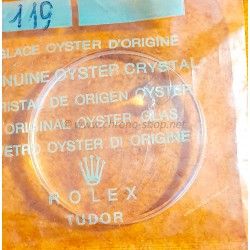 119
GLACE OYSTER D'ORIGINE
GENUINE OYSTER CRYSTAL
CRISTAL DE ORIGEN OYSTER
ORIGINAL OYSTER GLAS
VETRO OYSTER DI ORIGINE
ROLEX
TUDOR